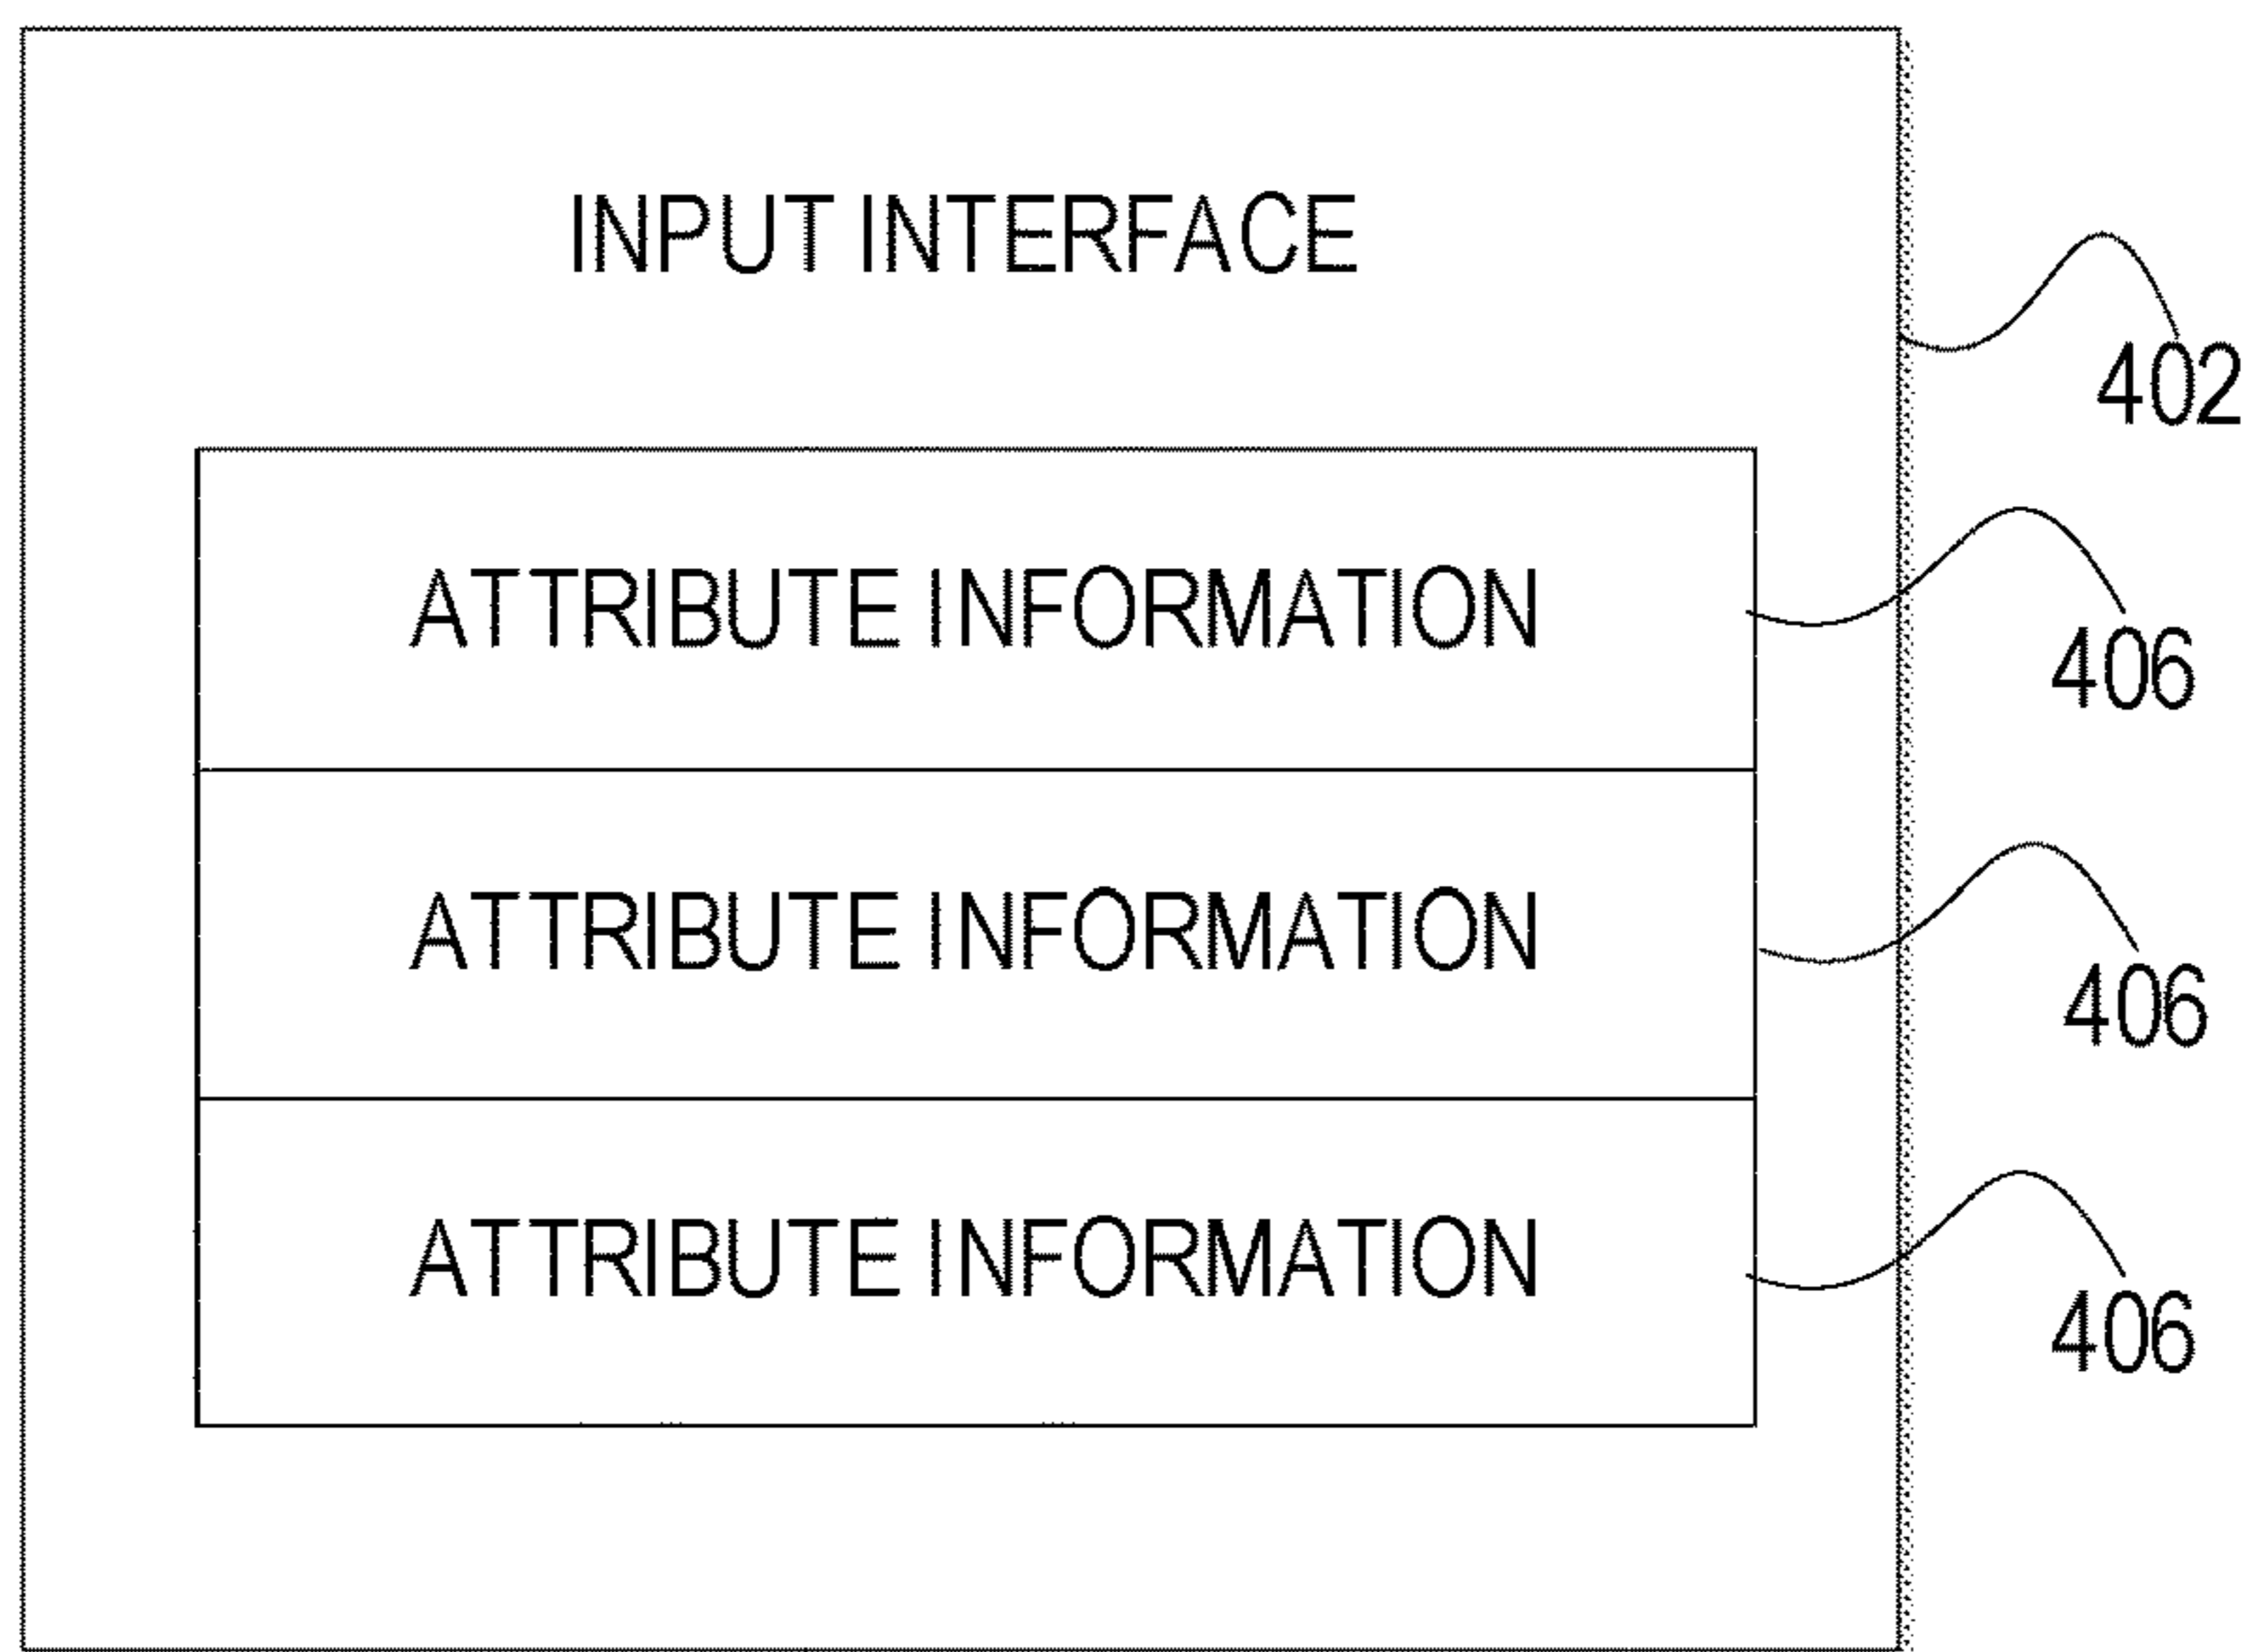 INPUT INTERFACE
402
ATTRIBUTE INFORMATION
406
ATTRIBUTE INFORMATION
406
ATTRIBUTE INFORMATION
406